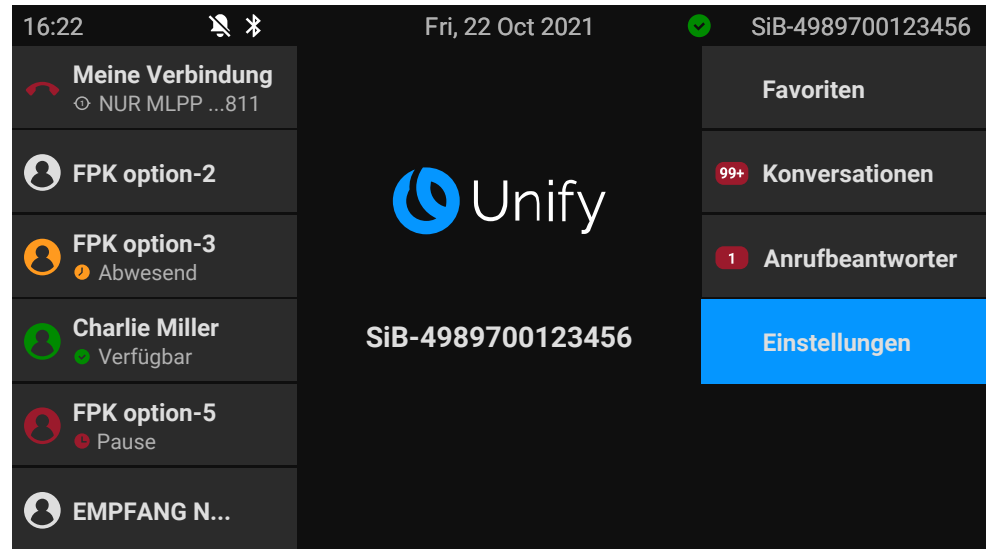 16:22
Fri, 22 Oct 2021
SiB-4989700123456
Meine Verbindung
NUR MLPP ...811
FPK option-2
FPK option-3
Abwesend
Charlie Miller
Verfügbar
FPK option-5
Pause
EMPFANG N...
Unify
SiB-4989700123456
Favoriten
99+ Konversationen
1 Anrufbeantworter
Einstellungen